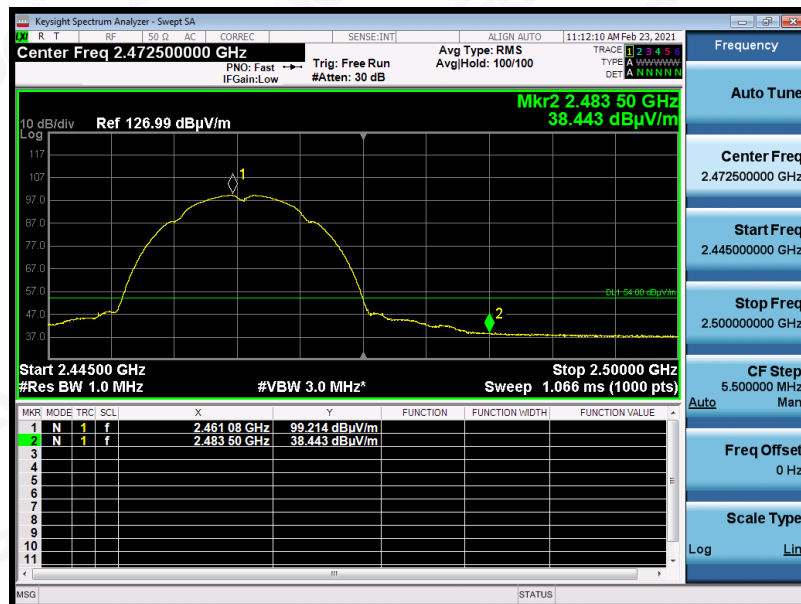 Keysight Spectrum Analyzer - Swept SA
LXI R T RF 50 Ω AC CORREC SENSE:INT ALIGN AUTO 11:12:10 AM Feb 23, 2021
Center Freq 2.472500000 GHz
PNO: Fast
IFGain:Low
Trig: Free Run
#Atten: 30 dB
Avg Type: RMS
Avg|Hold: 100/100
TRACE 1 2 3 4 5 6
TYPE A WWWWW
DET A N N N N N
Mkr2 2.483 50 GHz
38.443 dBµV/m
10 dB/div Ref 126.99 dBµV/m
Log
117
107
97.0
87.0
77.0
67.0
57.0
47.0
37.0
1
DL1 54.00 dBµV/m
2
Start 2.44500 GHz Stop 2.50000 GHz
#Res BW 1.0 MHz #VBW 3.0 MHz* Sweep 1.066 ms (1000 pts)
MKR MODE TRC SCL X Y FUNCTION FUNCTION WIDTH FUNCTION VALUE
1 N 1 f 2.461 08 GHz 99.214 dBµV/m
2 N 1 f 2.483 50 GHz 38.443 dBµV/m
3
4
5
6
7
8
9
10
11
MSG STATUS
Frequency
Auto Tune
Center Freq
2.472500000 GHz
Start Freq
2.445000000 GHz
Stop Freq
2.500000000 GHz
CF Step
5.500000 MHz
Auto Man
Freq Offset
0 Hz
Scale Type
Log Lin